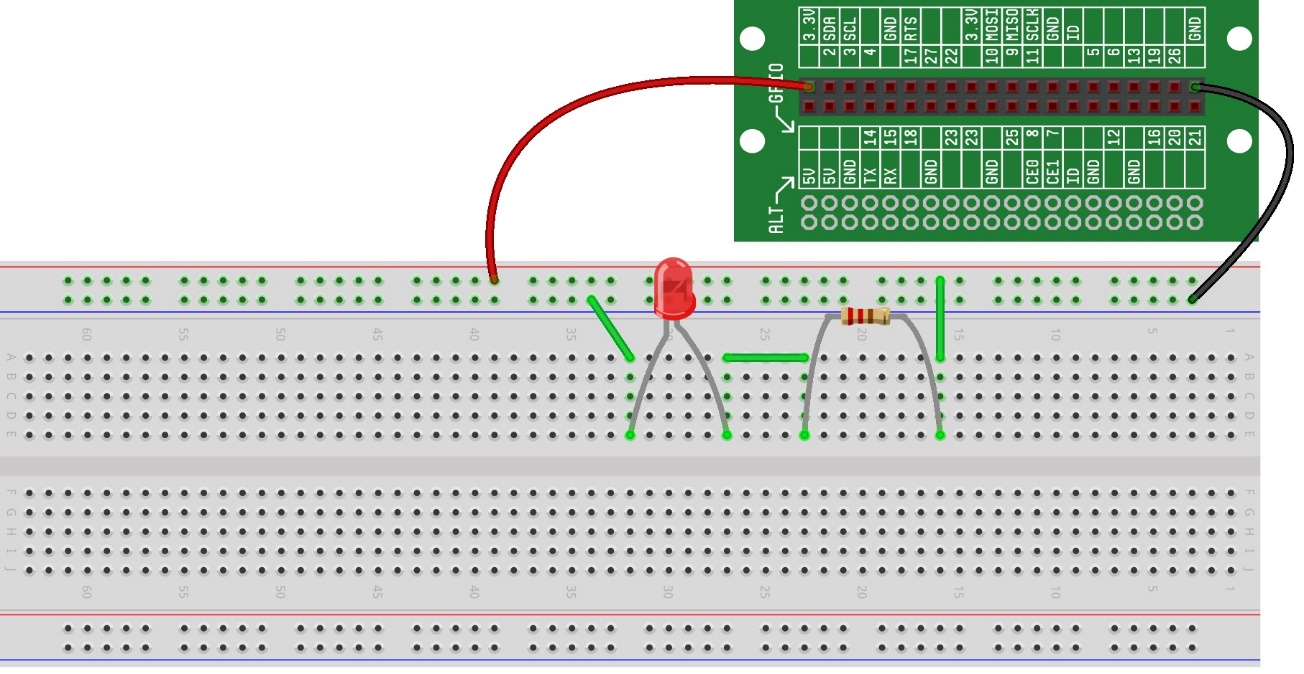 3.3V SDA SCL GND RTS 3.3V MOSI MISO SCLK GND ID GND
2 3 4 17 27 22 10 9 11 5 6 13 19 26
GPIO
14 15 18 23 23 25 8 7 12 16 20 21
5V 5V GND TX RX GND GND CE0 CE1 ID GND GND
ALT
60 55 50 45 40 35 30 25 20 15 10 5 1
A A
B B
C C
D D
E E
F F
G G
H H
I I
J J
60 55 50 45 40 35 30 25 20 15 10 5 1